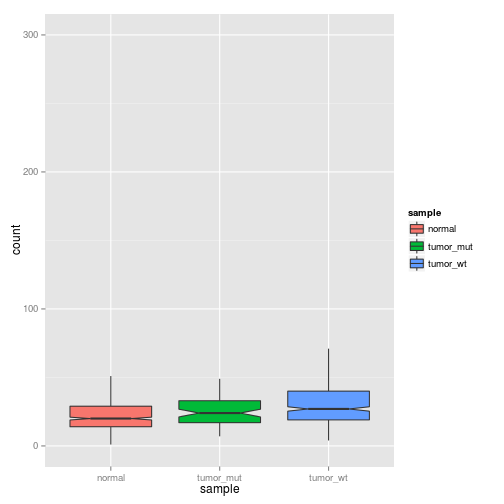 300
200
100
0
count
normal tumor_mut tumor_wt
sample
sample
normal
tumor_mut
tumor_wt